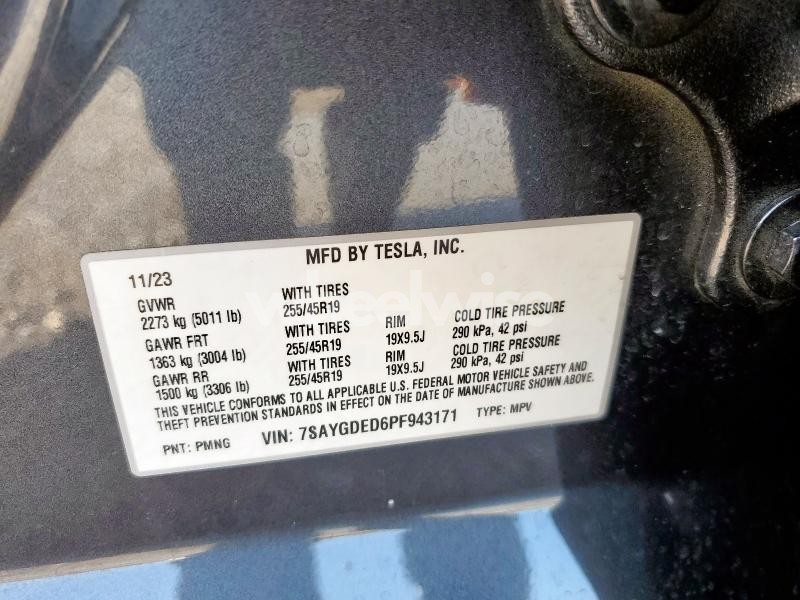 MFD BY TESLA, INC.
11/23
GVWR WITH TIRES
2273 kg (5011 lb) 255/45R19
GAWR FRT WITH TIRES RIM COLD TIRE PRESSURE
1363 kg (3004 lb) 255/45R19 19X9.5J 290 kPa, 42 psi
GAWR RR WITH TIRES RIM COLD TIRE PRESSURE
1500 kg (3306 lb) 255/45R19 19X9.5J 290 kPa, 42 psi
THIS VEHICLE CONFORMS TO ALL APPLICABLE U.S. FEDERAL MOTOR VEHICLE SAFETY AND
THEFT PREVENTION STANDARDS IN EFFECT ON THE DATE OF MANUFACTURE SHOWN ABOVE.
PNT: PMNG VIN: 7SAYGDED6PF943171 TYPE: MPV